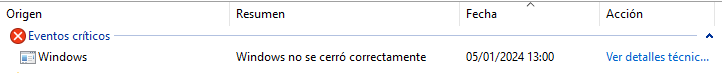 Origen Resumen Fecha Acción
Eventos críticos
Windows Windows no se cerró correctamente 05/01/2024 13:00 Ver detalles técnic...